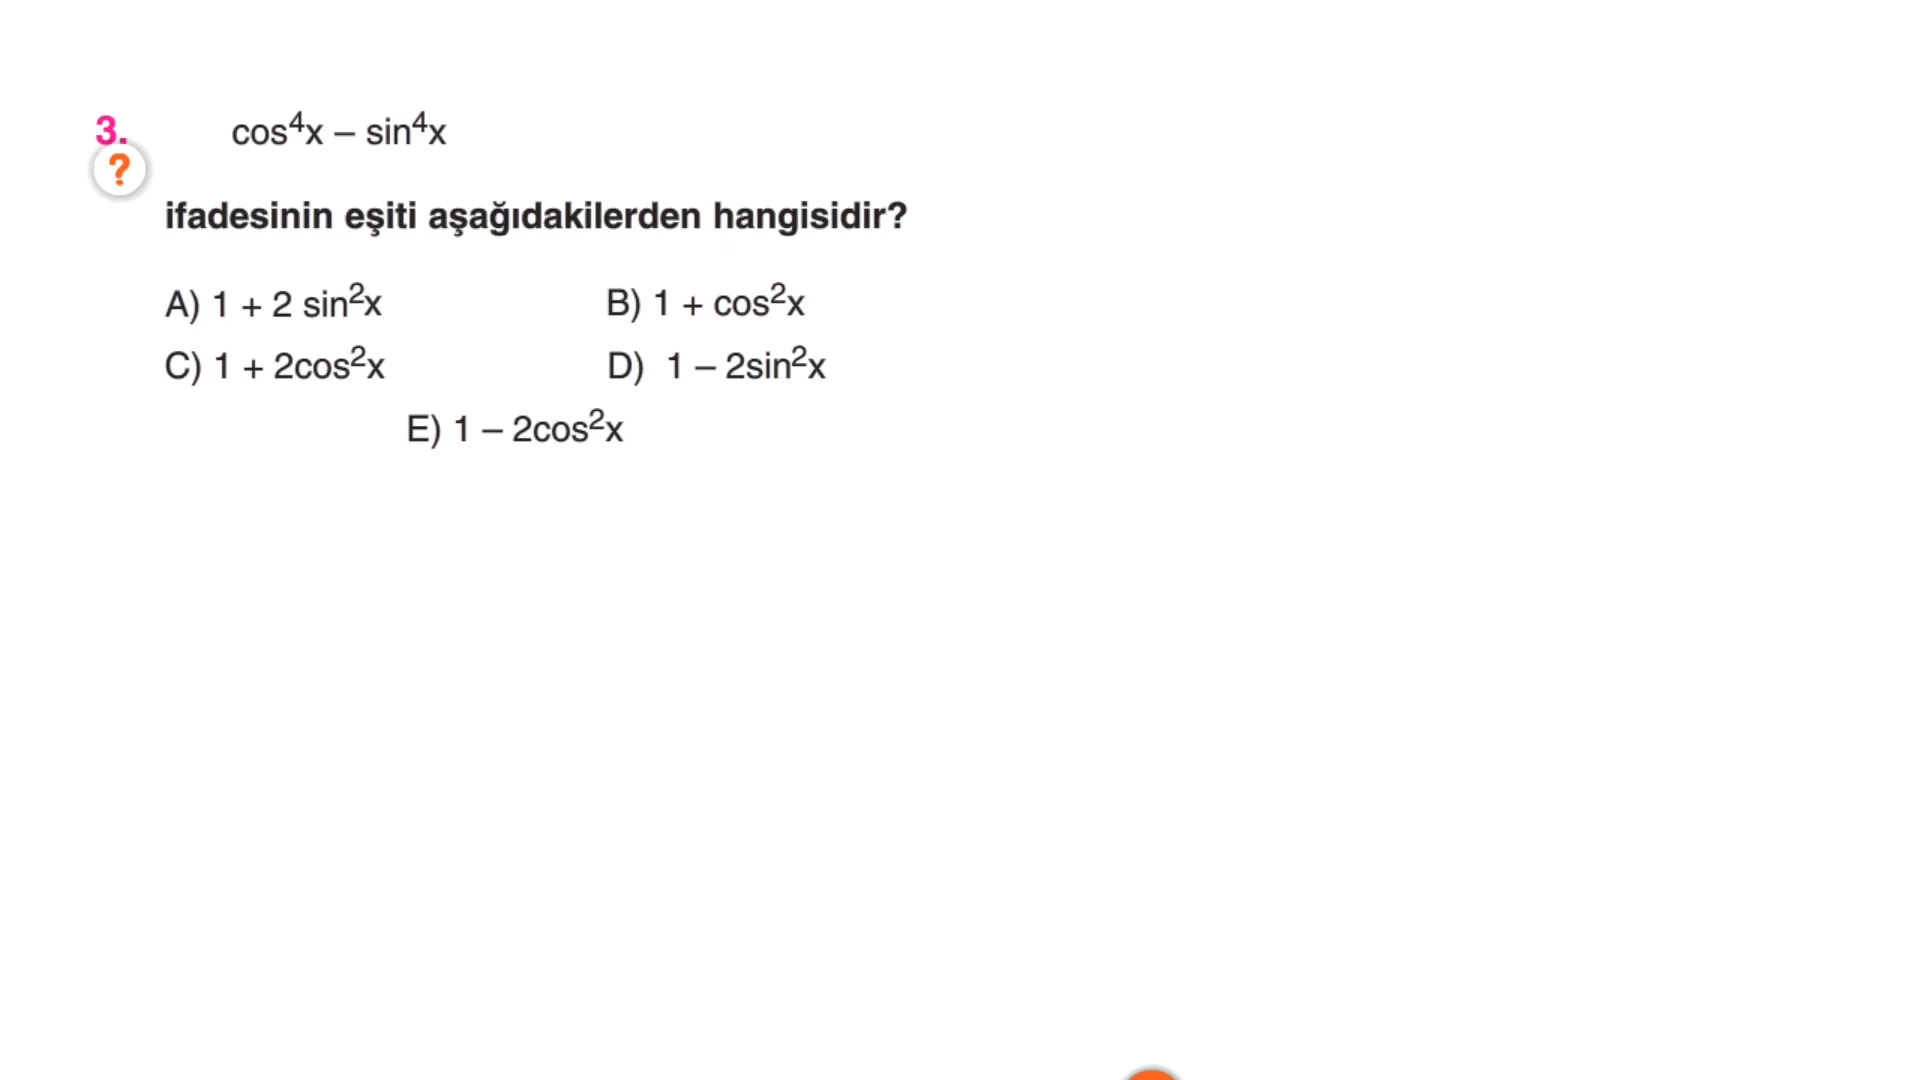 3. cos⁴x – sin⁴x
?
ifadesinin eşiti aşağıdakilerden hangisidir?
A) 1 + 2 sin²x B) 1 + cos²x
C) 1 + 2cos²x D) 1 – 2sin²x
E) 1 – 2cos²x